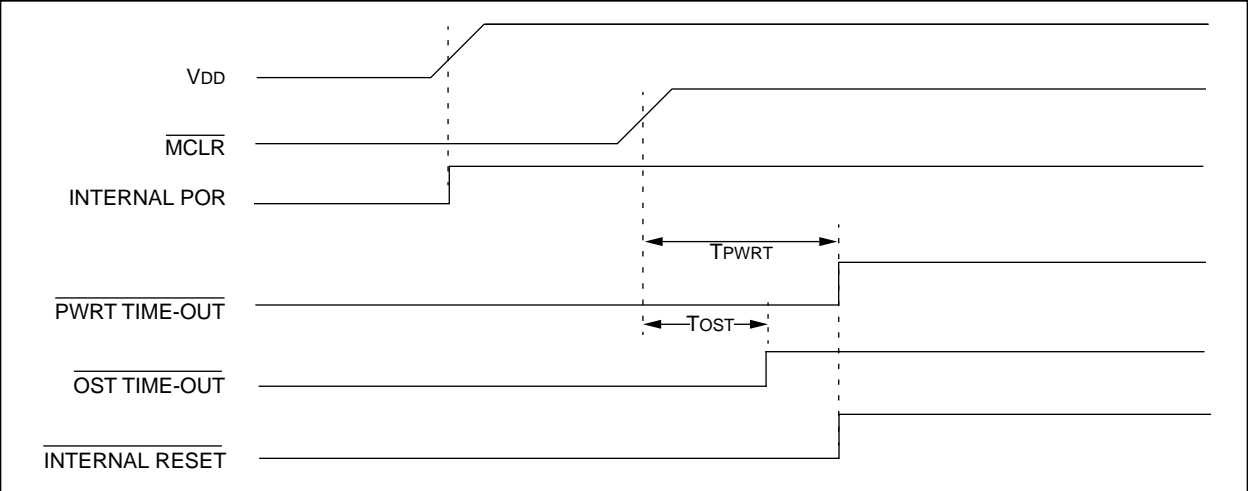 VDD
MCLR
INTERNAL POR
TPWRT
PWRT TIME-OUT
TOST
OST TIME-OUT
INTERNAL RESET